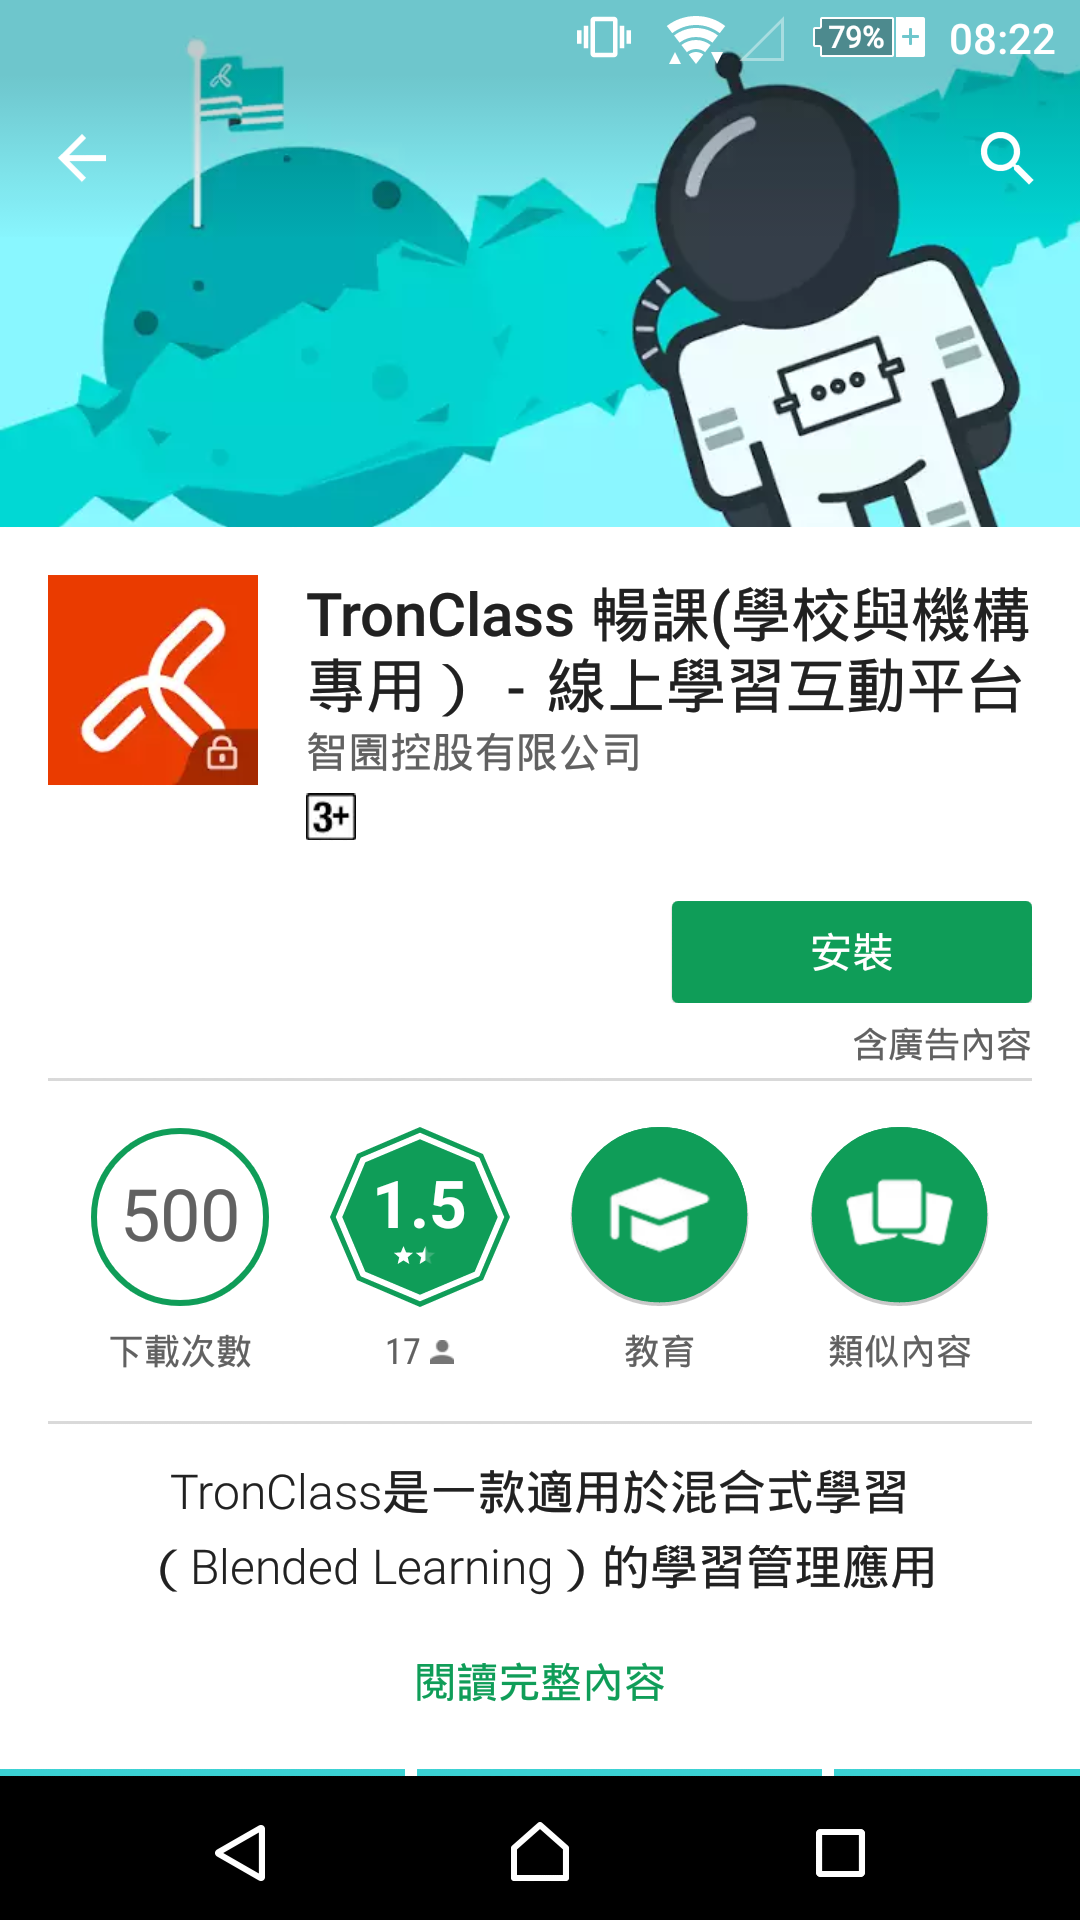 79%
08:22
TronClass 暢課(學校與機構
專用） - 線上學習互動平台
智園控股有限公司
3+
安裝
含廣告內容
500
1.5
下載次數
17
教育
類似內容
TronClass是一款適用於混合式學習
（Blended Learning）的學習管理應用
閱讀完整內容